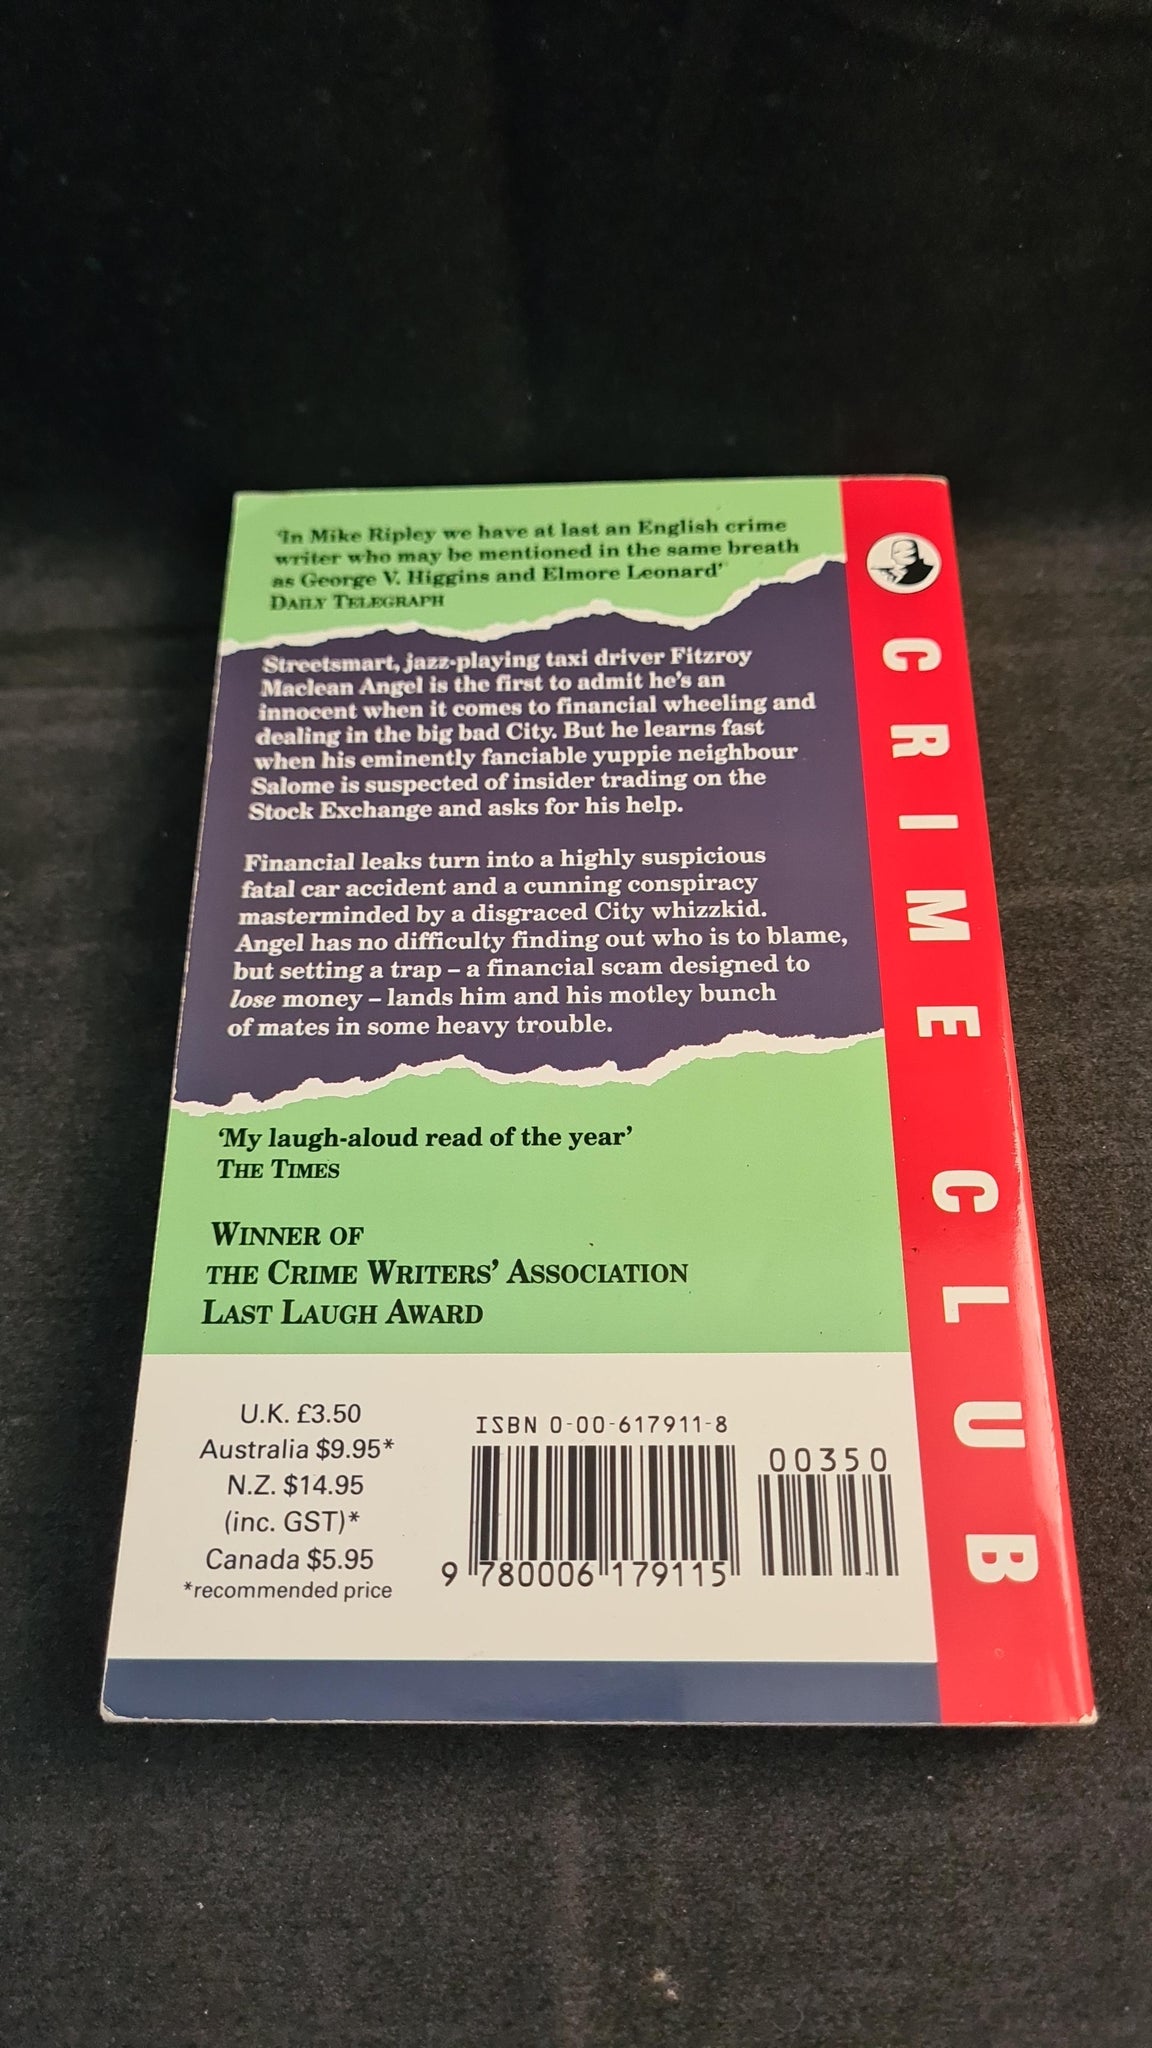 'In Mike Ripley we have at last an English crime
writer who may be mentioned in the same breath
as George V. Higgins and Elmore Leonard'
DAILY TELEGRAPH
Streetsmart, jazz-playing taxi driver Fitzroy
Maclean Angel is the first to admit he's an
innocent when it comes to financial wheeling and
dealing in the big bad City. But he learns fast
when his eminently fanciable yuppie neighbour
Salome is suspected of insider trading on the
Stock Exchange and asks for his help.
Financial leaks turn into a highly suspicious
fatal car accident and a cunning conspiracy
masterminded by a disgraced City whizzkid.
Angel has no difficulty finding out who is to blame,
but setting a trap – a financial scam designed to
lose money – lands him and his motley bunch
of mates in some heavy trouble.
'My laugh-aloud read of the year'
THE TIMES
WINNER OF
THE CRIME WRITERS' ASSOCIATION
LAST LAUGH AWARD
U.K. £3.50
Australia $9.95*
N.Z. $14.95
(inc. GST)*
Canada $5.95
*recommended price
ISBN 0-00-617911-8
00350
9 780006 179115
CRIME CLUB